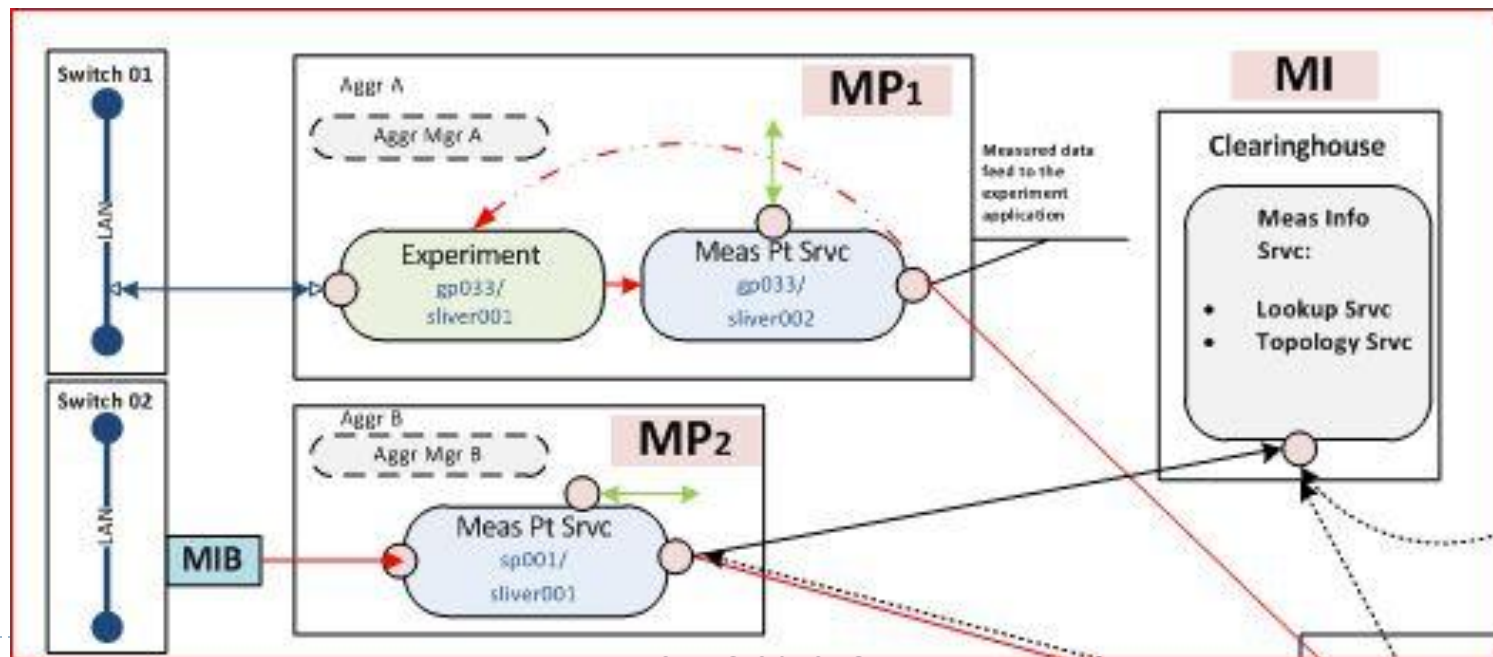 Switch 01
LAN
Aggr A
Aggr Mgr A
MP1
Experiment
gp033/
sliver001
Meas Pt Srvc
gp033/
sliver002
Measured data
feed to the
experiment
application
MI
Clearinghouse
Meas Info
Srvc:
• Lookup Srvc
• Topology Srvc
Switch 02
LAN
MIB
Aggr B
Aggr Mgr B
MP2
Meas Pt Srvc
sp001/
sliver001